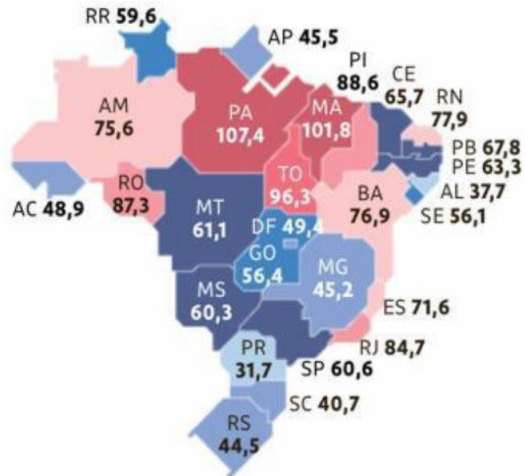 RR 59,6
AP 45,5
PI
88,6
CE
65,7
RN
77,9
AM
75,6
PA
107,4
MA
101,8
PB 67,8
PE 63,3
AL 37,7
SE 56,1
TO
96,3
RO
87,3
AC 48,9
MT
61,1
BA
76,9
DF 49,4
GO
56,4
MG
45,2
MS
60,3
ES 71,6
RJ 84,7
SP 60,6
PR
31,7
SC 40,7
RS
44,5